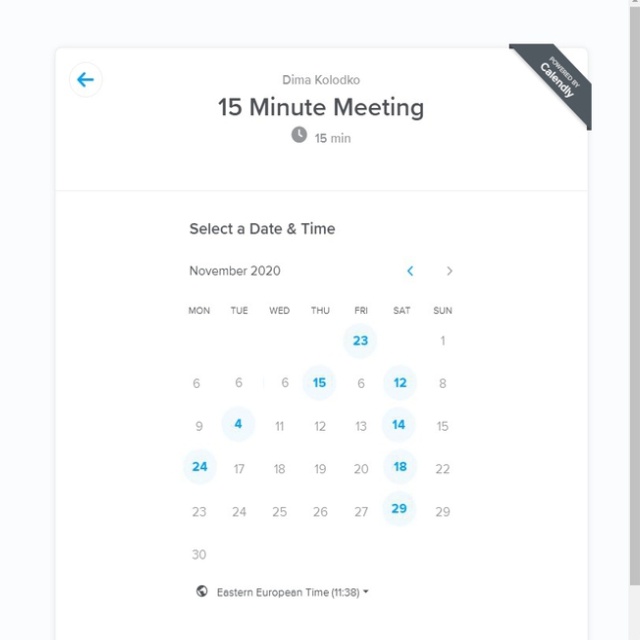 POWERED BY
Calendly
Dima Kolodko
15 Minute Meeting
15 min
Select a Date & Time
November 2020
MON TUE WED THU FRI SAT SUN
23 1
6 6 6 15 6 12 8
9 4 11 12 13 14 15
24 17 18 19 20 18 22
23 24 25 26 27 29 29
30
Eastern European Time (11:38)